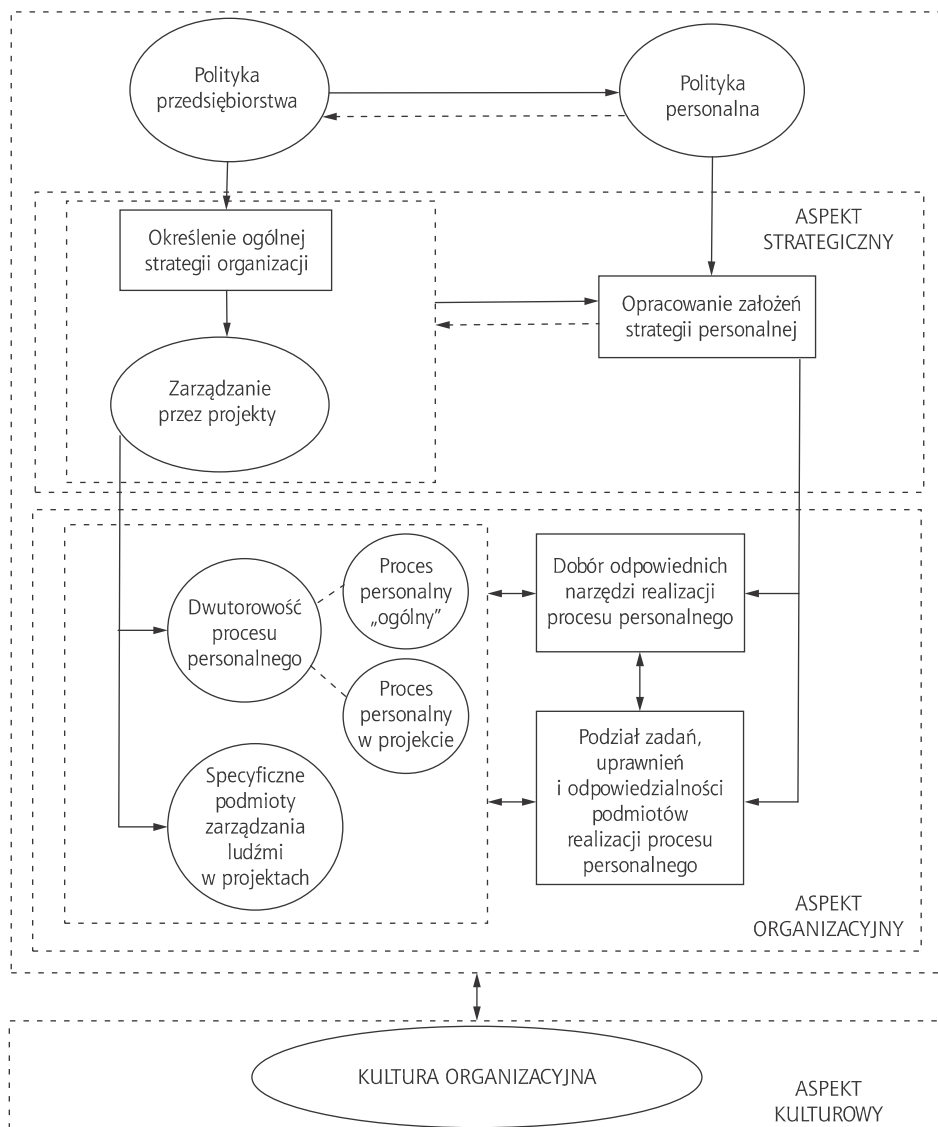 Polityka
przedsiębiorstwa
Polityka
personalna
ASPEKT
STRATEGICZNY
Określenie ogólnej
strategii organizacji
Opracowanie założeń
strategii personalnej
Zarządzanie
przez projekty
Dwutorowość
procesu
personalnego
Proces
personalny
„ogólny”
Proces
personalny
w projekcie
Dobór odpowiednich
narzędzi realizacji
procesu personalnego
Specyficzne
podmioty
zarządzania
ludźmi
w projektach
Podział zadań,
uprawnień
i odpowiedzialności
podmiotów
realizacji procesu
personalnego
ASPEKT
ORGANIZACYJNY
KULTURA ORGANIZACYJNA
ASPEKT
KULTUROWY